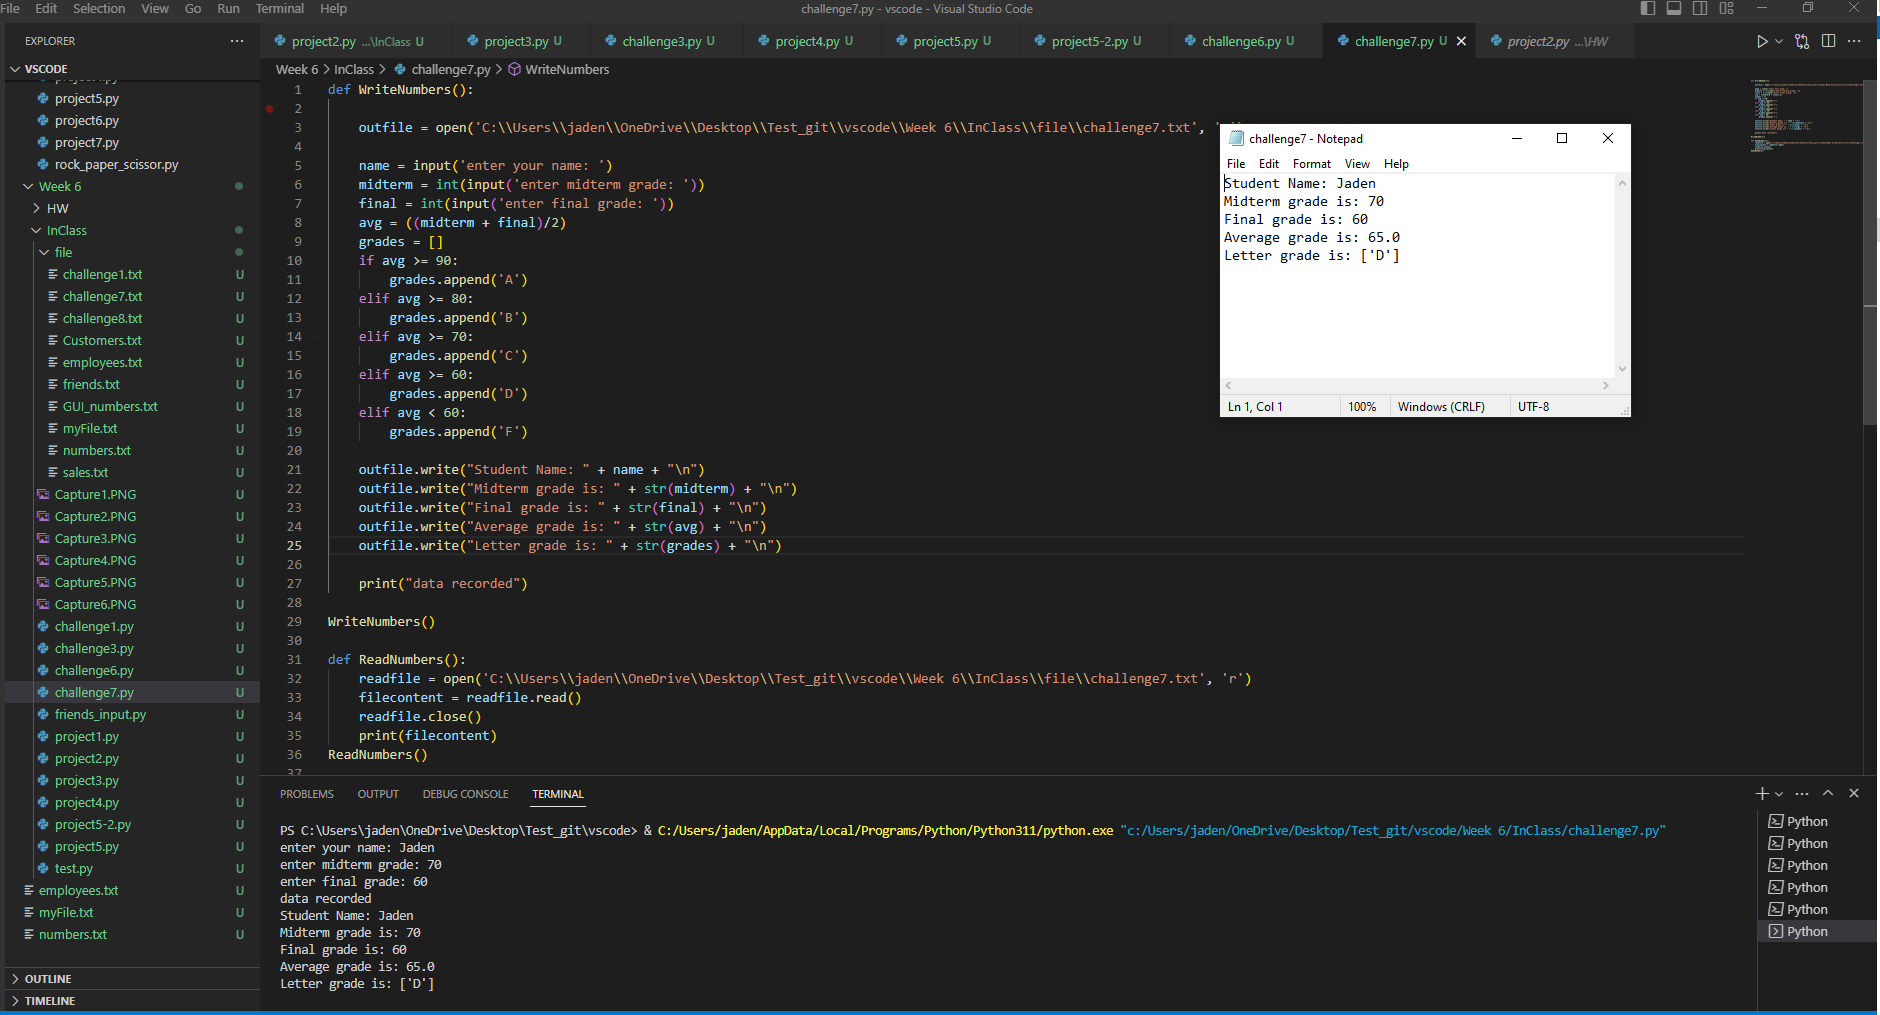 File Edit Selection View Go Run Terminal Help
challenge7.py - vscode - Visual Studio Code
EXPLORER
VSCODE
project5.py
project6.py
project7.py
rock_paper_scissor.py
Week 6
HW
InClass
file
challenge1.txt U
challenge7.txt U
challenge8.txt U
Customers.txt U
employees.txt U
friends.txt U
GUI_numbers.txt U
myFile.txt U
numbers.txt U
sales.txt U
Capture1.PNG U
Capture2.PNG U
Capture3.PNG U
Capture4.PNG U
Capture5.PNG U
Capture6.PNG U
challenge1.py U
challenge3.py U
challenge6.py U
challenge7.py U
friends_input.py U
project1.py U
project2.py U
project3.py U
project4.py U
project5-2.py U
project5.py U
test.py U
employees.txt U
myFile.txt U
numbers.txt U
OUTLINE
TIMELINE
project2.py ...\InClass U project3.py U challenge3.py U project4.py U project5.py U project5-2.py U challenge6.py U challenge7.py U project2.py ...\HW
Week 6 > InClass > challenge7.py > WriteNumbers
1 def WriteNumbers():
2
3 outfile = open('C:\\Users\\jaden\\OneDrive\\Desktop\\Test_git\\vscode\\Week 6\\InClass\\file\\challenge7.txt',
4
5 name = input('enter your name: ')
6 midterm = int(input('enter midterm grade: '))
7 final = int(input('enter final grade: '))
8 avg = ((midterm + final)/2)
9 grades = []
10 if avg >= 90:
11 grades.append('A')
12 elif avg >= 80:
13 grades.append('B')
14 elif avg >= 70:
15 grades.append('C')
16 elif avg >= 60:
17 grades.append('D')
18 elif avg < 60:
19 grades.append('F')
20
21 outfile.write("Student Name: " + name + "\n")
22 outfile.write("Midterm grade is: " + str(midterm) + "\n")
23 outfile.write("Final grade is: " + str(final) + "\n")
24 outfile.write("Average grade is: " + str(avg) + "\n")
25 outfile.write("Letter grade is: " + str(grades) + "\n")
26
27 print("data recorded")
28
29 WriteNumbers()
30
31 def ReadNumbers():
32 readfile = open('C:\\Users\\jaden\\OneDrive\\Desktop\\Test_git\\vscode\\Week 6\\InClass\\file\\challenge7.txt', 'r')
33 filecontent = readfile.read()
34 readfile.close()
35 print(filecontent)
36 ReadNumbers()
37
challenge7 - Notepad
File Edit Format View Help
Student Name: Jaden
Midterm grade is: 70
Final grade is: 60
Average grade is: 65.0
Letter grade is: ['D']
Ln 1, Col 1 100% Windows (CRLF) UTF-8
PROBLEMS OUTPUT DEBUG CONSOLE TERMINAL
PS C:\Users\jaden\OneDrive\Desktop\Test_git\vscode> & C:/Users/jaden/AppData/Local/Programs/Python/Python311/python.exe "c:/Users/jaden/OneDrive/Desktop/Test_git/vscode/Week 6/InClass/challenge7.py"
enter your name: Jaden
enter midterm grade: 70
enter final grade: 60
data recorded
Student Name: Jaden
Midterm grade is: 70
Final grade is: 60
Average grade is: 65.0
Letter grade is: ['D']
Python
Python
Python
Python
Python
Python